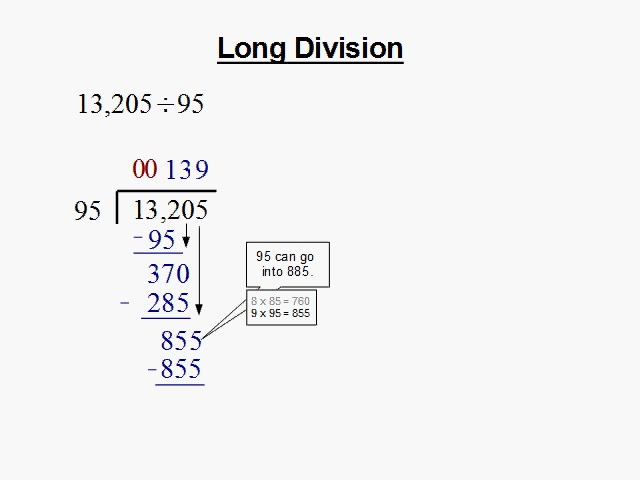 Long Division
13,205÷95
00 139
95 13,205
- 95
370
- 285
855
-855
95 can go
into 885.
8 x 85 = 760
9 x 95 = 855